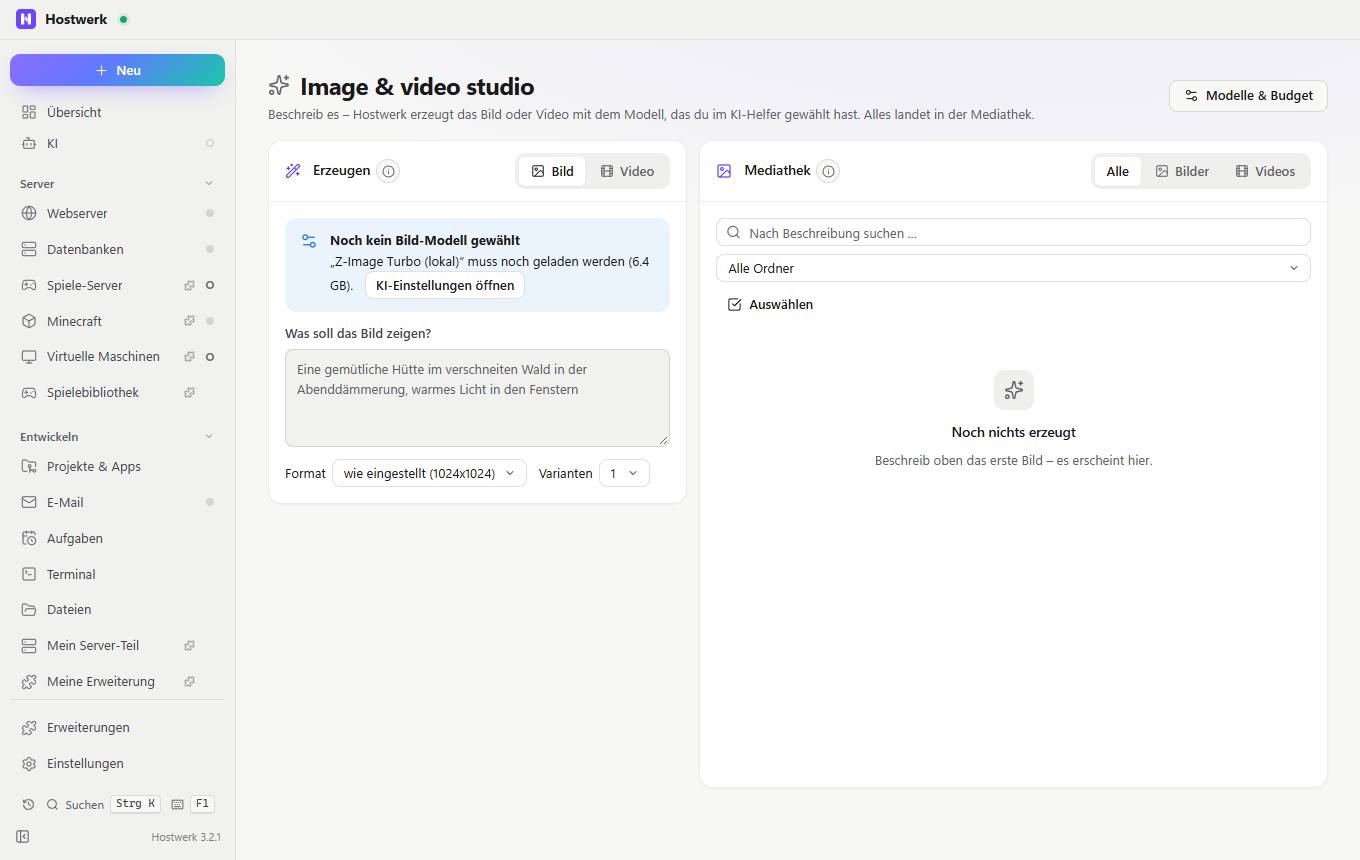 Hostwerk
Neu
Übersicht
KI
Server
Webserver
Datenbanken
Spiele-Server
Minecraft
Virtuelle Maschinen
Spielebibliothek
Entwickeln
Projekte & Apps
E-Mail
Aufgaben
Terminal
Dateien
Mein Server-Teil
Meine Erweiterung
Erweiterungen
Einstellungen
Suchen Strg K F1
Hostwerk 3.2.1
Image & video studio
Beschreib es – Hostwerk erzeugt das Bild oder Video mit dem Modell, das du im KI-Helfer gewählt hast. Alles landet in der Mediathek.
Modelle & Budget
Erzeugen
Bild Video
Noch kein Bild-Modell gewählt
„Z-Image Turbo (lokal)“ muss noch geladen werden (6.4
GB). KI-Einstellungen öffnen
Was soll das Bild zeigen?
Eine gemütliche Hütte im verschneiten Wald in der
Abenddämmerung, warmes Licht in den Fenstern
Format wie eingestellt (1024x1024) Varianten 1
Mediathek
Alle Bilder Videos
Nach Beschreibung suchen ...
Alle Ordner
Auswählen
Noch nichts erzeugt
Beschreib oben das erste Bild – es erscheint hier.